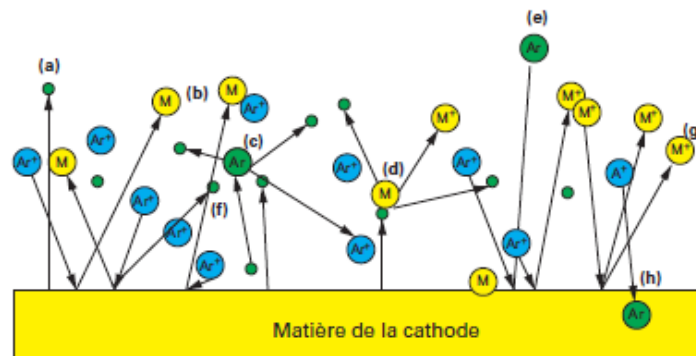 (e)
Ar
(a)
M
(b)
M
Ar⁺
M⁺
M⁺
M⁺
M⁺
(g
Ar⁺
(c)
Ar⁺
M
Ar
Ar⁺
(d)
M
Ar⁺
A⁺
Ar⁺
(f)
Ar⁺
Ar⁺
Ar⁺
Ar⁺
M
(h)
Ar
Matière de la cathode